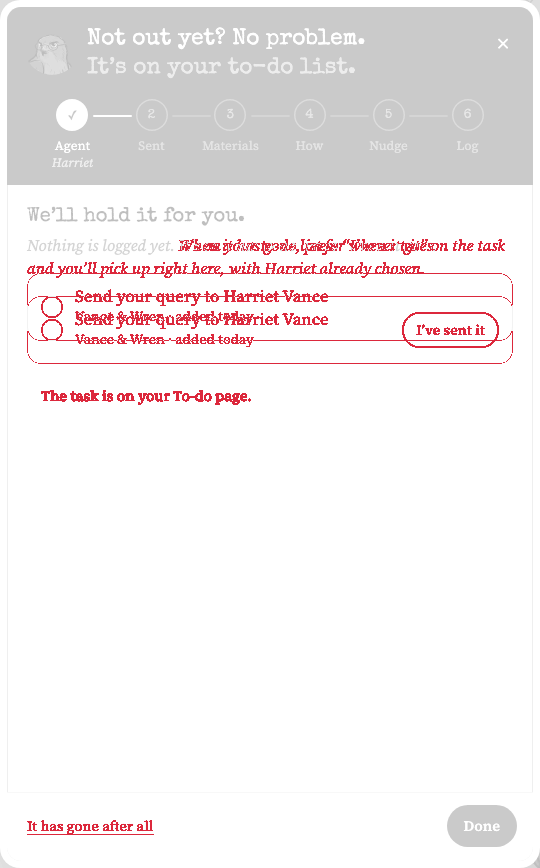 Not out yet? No problem.
It's on your to-do list.
✓ 2 3 4 5 6
Agent Sent Materials How Nudge Log
Harriet
We'll hold it for you.
Nothing is logged yet. on the task
and you'll pick up right here, with Harriet already chosen.
Send your query to Harriet Vance
Vance & Wren · added today
Send your query to Harriet Vance
Vance & Wren · added today
I've sent it
The task is on your To-do page.
It has gone after all
Done